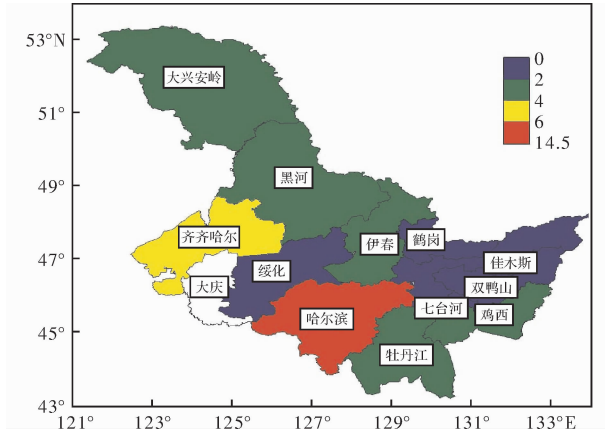 53°N
51°
49°
47°
45°
43°
121°
123°
125°
127°
129°
131°
133°E
0
2
4
6
14.5
大兴安岭
黑河
齐齐哈尔
伊春
鹤岗
佳木斯
绥化
大庆
双鸭山
七台河
鸡西
哈尔滨
牡丹江